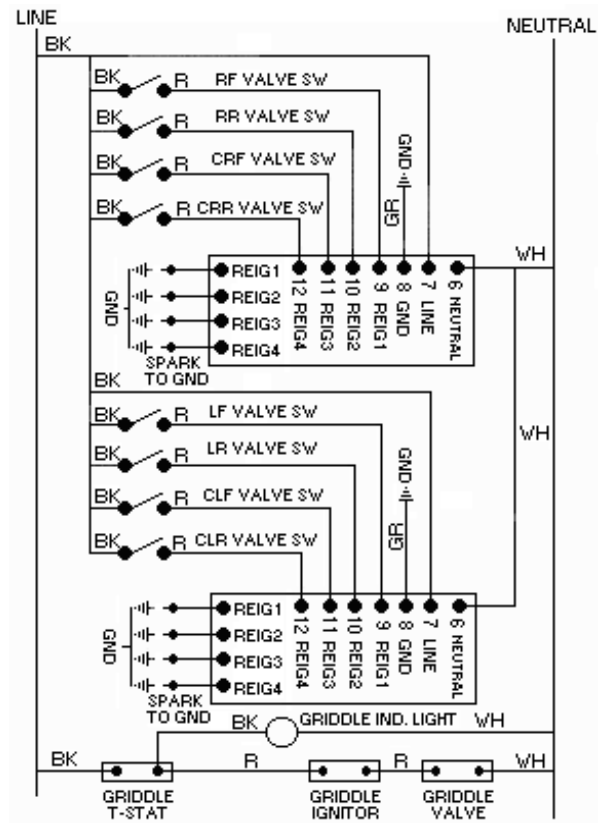 LINE
NEUTRAL
BK
BK R RF VALVE SW
BK R RR VALVE SW
BK R CRF VALVE SW
BK R CRR VALVE SW
GND
GR
WH
REIG1
REIG2
REIG3
REIG4
GND
SPARK
TO GND
12 REIG4
11 REIG3
10 REIG2
9 REIG1
8 GND
7 LINE
6 NEUTRAL
WH
BK
BK R LF VALVE SW
BK R LR VALVE SW
BK R CLF VALVE SW
BK R CLR VALVE SW
GND
GR
REIG1
REIG2
REIG3
REIG4
GND
SPARK
TO GND
12 REIG4
11 REIG3
10 REIG2
9 REIG1
8 GND
7 LINE
6 NEUTRAL
BK GRIDDLE IND. LIGHT WH
BK R R WH
GRIDDLE
T-STAT
GRIDDLE
IGNITOR
GRIDDLE
VALVE